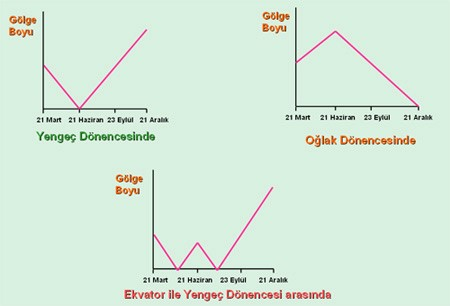 Gölge
Boyu
21 Mart 21 Haziran 23 Eylül 21 Aralık
Yengeç Dönencesinde
Gölge
Boyu
21 Mart 21 Haziran 23 Eylül 21 Aralık
Oğlak Dönencesinde
Gölge
Boyu
21 Mart 21 Haziran 23 Eylül 21 Aralık
Ekvator ile Yengeç Dönencesi arasında